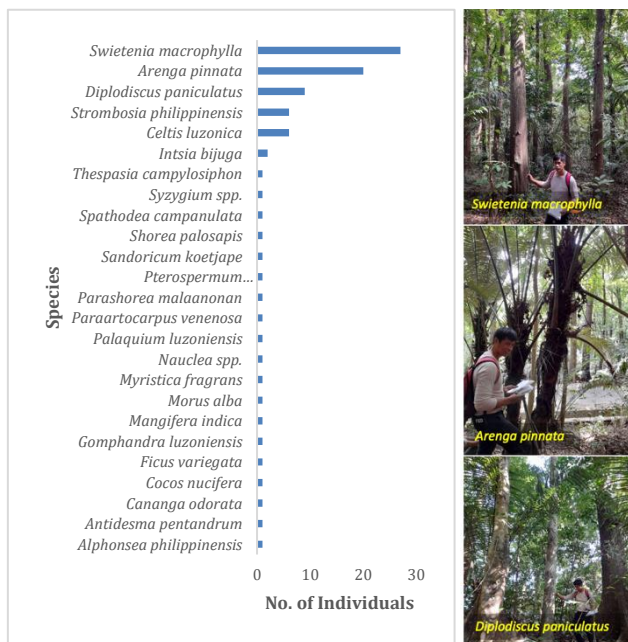 Swietenia macrophylla
Arenga pinnata
Diplodiscus paniculatus
Strombosia philippinensis
Celtis luzonica
Intsia bijuga
Thespasia campylosiphon
Syzygium spp.
Spathodea campanulata
Shorea palosapis
Sandoricum koetjape
Pterospermum...
Parashorea malaanonan
Paraartocarpus venenosa
Palaquium luzoniensis
Nauclea spp.
Myristica fragrans
Morus alba
Mangifera indica
Gomphandra luzoniensis
Ficus variegata
Cocos nucifera
Cananga odorata
Antidesma pentandrum
Alphonsea philippinensis
Species
0 10 20 30
No. of Individuals
Swietenia macrophylla
Arenga pinnata
Diplodiscus paniculatus